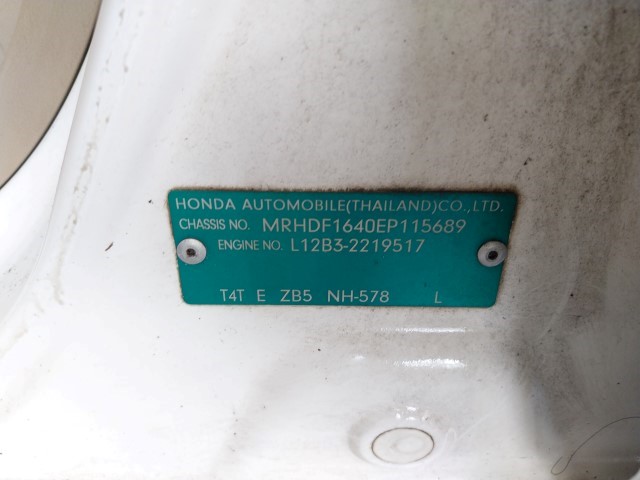 HONDA AUTOMOBILE(THAILAND)CO.,LTD.
CHASSIS NO. MRHDF1640EP115689
ENGINE NO. L12B3-2219517
T4T E ZB5 NH-578 L